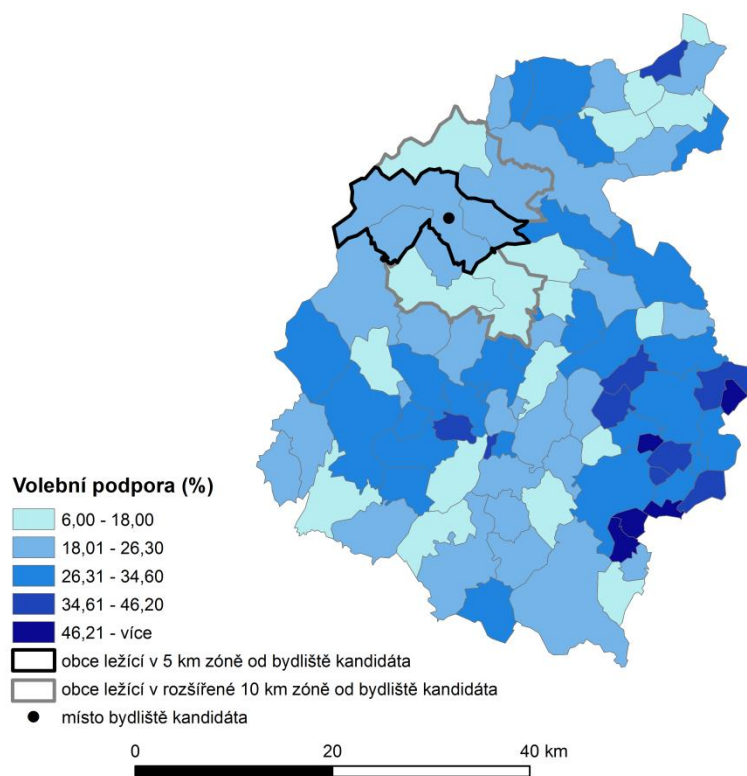 Volební podpora (%)
6,00 - 18,00
18,01 - 26,30
26,31 - 34,60
34,61 - 46,20
46,21 - více
obce ležící v 5 km zóně od bydliště kandidáta
obce ležící v rozšířené 10 km zóně od bydliště kandidáta
místo bydliště kandidáta
0 20 40 km